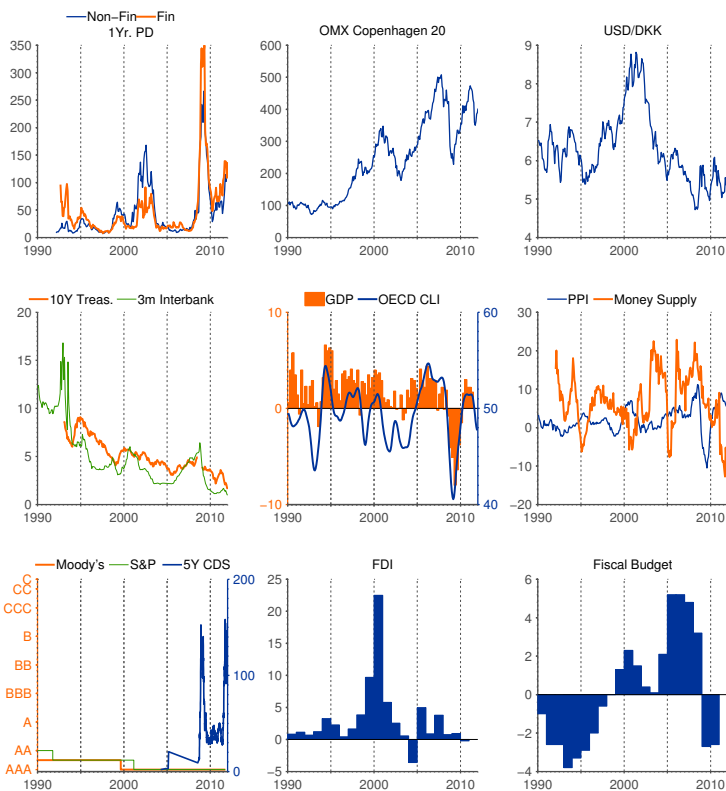 Non−Fin Fin
1Yr. PD
350
300
250
200
150
100
50
0
1990 2000 2010
OMX Copenhagen 20
600
500
400
300
200
100
0
1990 2000 2010
USD/DKK
9
8
7
6
5
4
1990 2000 2010
10Y Treas. 3m Interbank
20
15
10
5
0
1990 2000 2010
GDP OECD CLI
10 60
0 50
−10 40
1990 2000 2010
PPI Money Supply
30
20
10
0
−10
−20
1990 2000 2010
Moody's S&P 5Y CDS
C 200
CC
CCC
B
BB 100
BBB
A
AA
AAA 0
1990 2000 2010
FDI
25
20
15
10
5
0
−5
1990 2000 2010
Fiscal Budget
6
4
2
0
−2
−4
1990 2000 2010